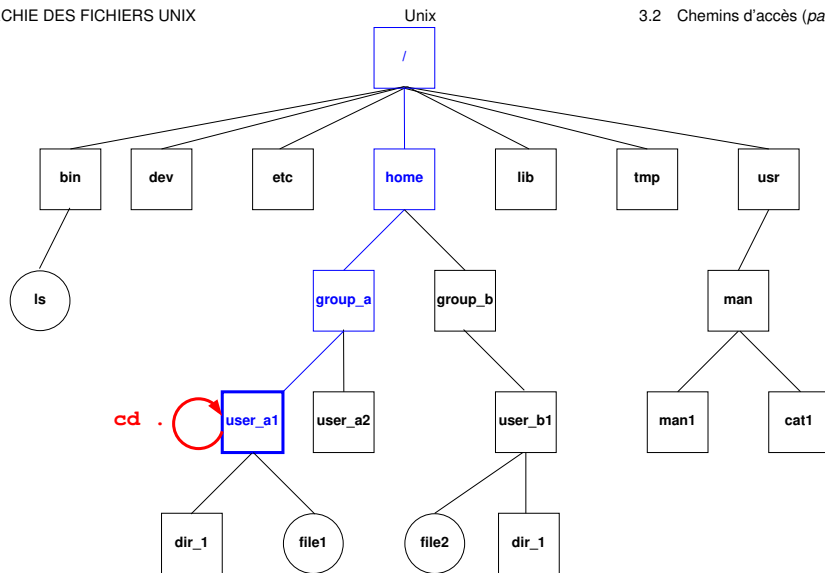 CHIE DES FICHIERS UNIX Unix 3.2 Chemins d'accès (pa
/
bin dev etc home lib tmp usr
ls group_a group_b man
cd . user_a1 user_a2 user_b1 man1 cat1
dir_1 file1 file2 dir_1